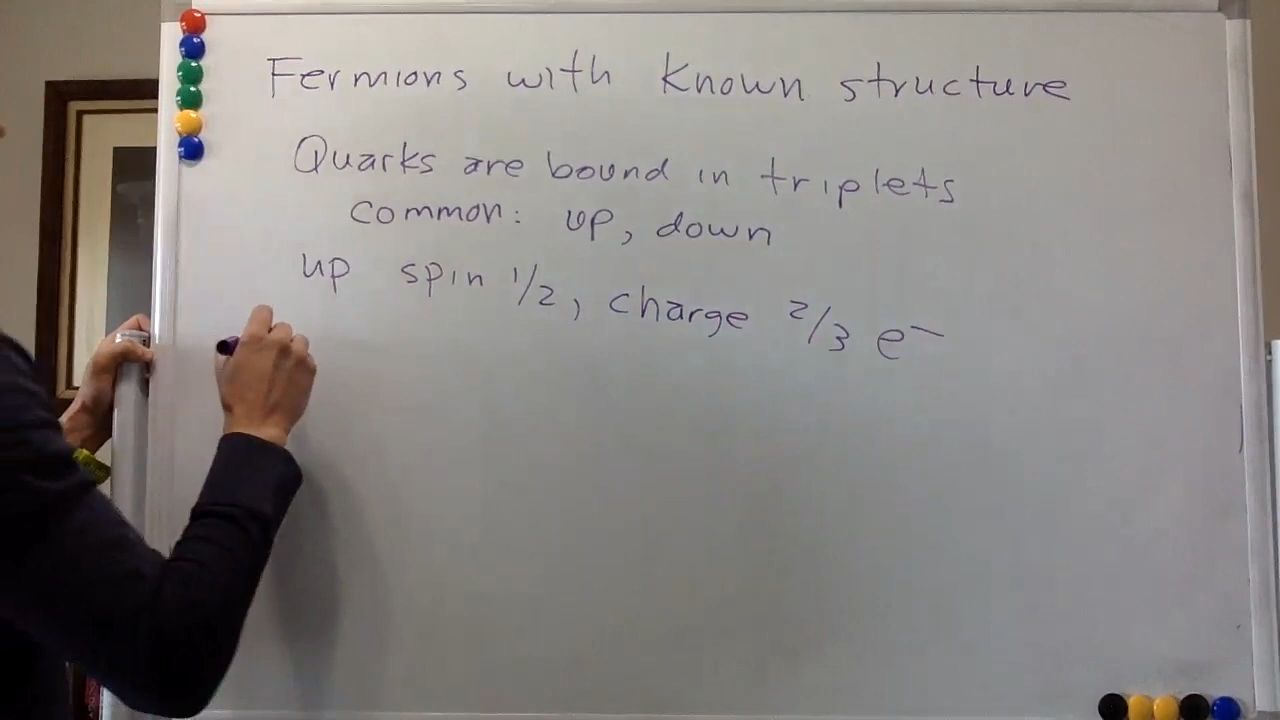 Fermions with known structure
Quarks are bound in triplets
common: up, down
up spin 1/2, charge 2/3 e⁻